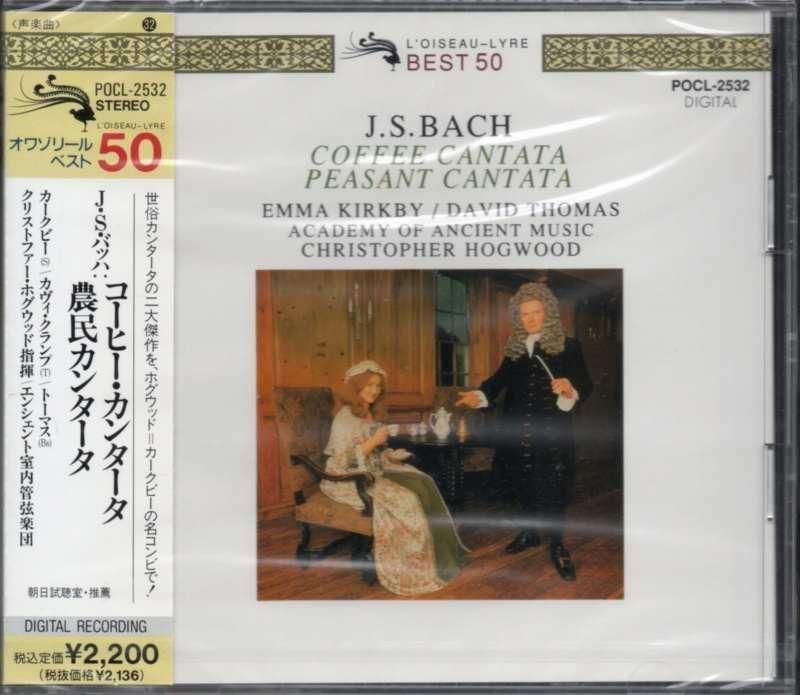 〈声楽曲〉 32
POCL-2532
STEREO
L'OISEAU-LYRE
オワゾリール
ベスト
50
世俗カンタータの二大傑作を、ホグウッド=カークビーの名コンビで!
J・S・バッハ:
コーヒー・カンタータ
農民カンタータ
カークビー(S)/カヴィ・クランプ(T)/トーマス(Bs)
クリストファー・ホグウッド指揮/エンシェント室内管弦楽団
朝日試聴室・推薦
DIGITAL RECORDING
税込定価¥2,200
(税抜価格¥2,136)
L'OISEAU-LYRE
BEST 50
POCL-2532
DIGITAL
J.S.BACH
COFFEE CANTATA
PEASANT CANTATA
EMMA KIRKBY / DAVID THOMAS
ACADEMY OF ANCIENT MUSIC
CHRISTOPHER HOGWOOD